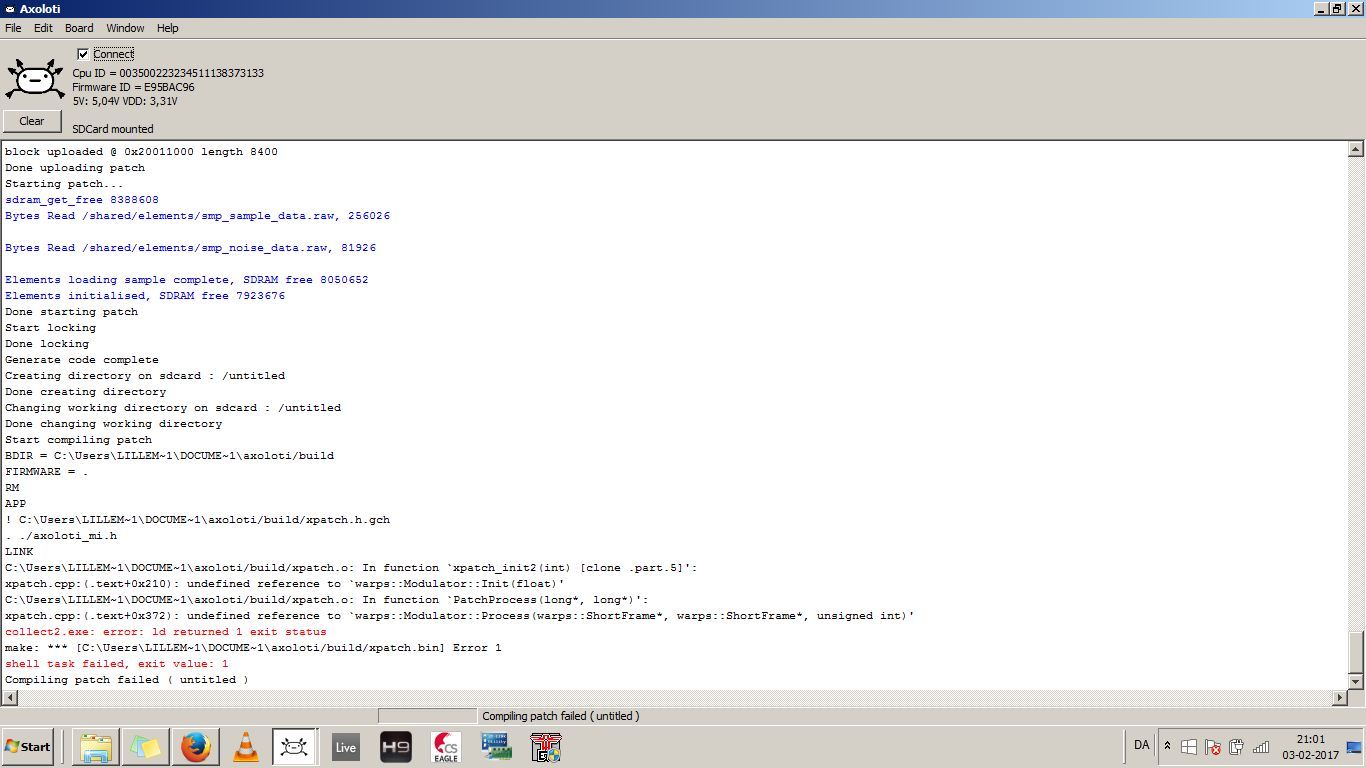 Axoloti
File Edit Board Window Help
Connect
Cpu ID = 003500223234511138373133
Firmware ID = E95BAC96
5V: 5,04V VDD: 3,31V
Clear
SDCard mounted
block uploaded @ 0x20011000 length 8400
Done uploading patch
Starting patch...
sdram_get_free 8388608
Bytes Read /shared/elements/smp_sample_data.raw, 256026
Bytes Read /shared/elements/smp_noise_data.raw, 81926
Elements loading sample complete, SDRAM free 8050652
Elements initialised, SDRAM free 7923676
Done starting patch
Start locking
Done locking
Generate code complete
Creating directory on sdcard : /untitled
Done creating directory
Changing working directory on sdcard : /untitled
Done changing working directory
Start compiling patch
BDIR = C:\Users\LILLEM~1\DOCUME~1\axoloti/build
FIRMWARE = .
RM
APP
! C:\Users\LILLEM~1\DOCUME~1\axoloti/build/xpatch.h.gch
. ./axoloti_mi.h
LINK
C:\Users\LILLEM~1\DOCUME~1\axoloti/build/xpatch.o: In function `xpatch_init2(int) [clone .part.5]':
xpatch.cpp:(.text+0x210): undefined reference to `warps::Modulator::Init(float)'
C:\Users\LILLEM~1\DOCUME~1\axoloti/build/xpatch.o: In function `PatchProcess(long*, long*)':
xpatch.cpp:(.text+0x372): undefined reference to `warps::Modulator::Process(warps::ShortFrame*, warps::ShortFrame*, unsigned int)'
collect2.exe: error: ld returned 1 exit status
make: *** [C:\Users\LILLEM~1\DOCUME~1\axoloti/build/xpatch.bin] Error 1
shell task failed, exit value: 1
Compiling patch failed ( untitled )
Compiling patch failed ( untitled )
Start
Live
H9
CS
EAGLE
DA
21:01
03-02-2017